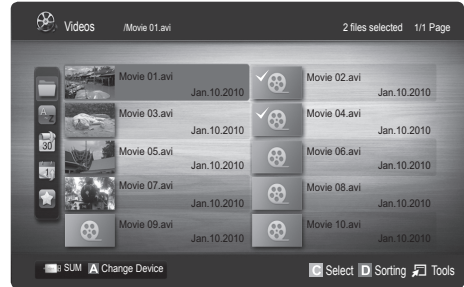 Videos /Movie 01.avi 2 files selected 1/1 Page
Movie 01.avi Movie 02.avi
Jan.10.2010 Jan.10.2010
Movie 03.avi Movie 04.avi
Jan.10.2010 Jan.10.2010
Movie 05.avi Movie 06.avi
Jan.10.2010 Jan.10.2010
Movie 07.avi Movie 08.avi
Jan.10.2010 Jan.10.2010
Movie 09.avi Movie 10.avi
Jan.10.2010 Jan.10.2010
A Z
30
1
SUM A Change Device C Select D Sorting Tools